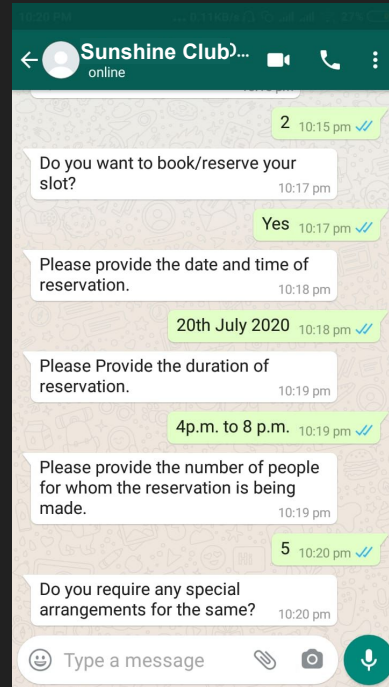 10:20 PM
Sunshine Club)...
online
2 10:15 pm
Do you want to book/reserve your
slot?
10:17 pm
Yes 10:17 pm
Please provide the date and time of
reservation.
10:18 pm
20th July 2020 10:18 pm
Please Provide the duration of
reservation.
10:19 pm
4p.m. to 8 p.m. 10:19 pm
Please provide the number of people
for whom the reservation is being
made.
10:19 pm
5 10:20 pm
Do you require any special
arrangements for the same?
10:20 pm
Type a message